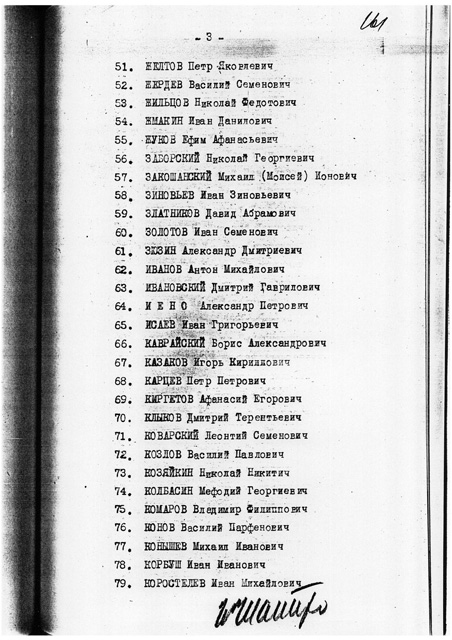 - 3 -
161
51. ЖЕЛТОВ Петр Яковлевич
52. ЖЕРДЕВ Василий Семенович
53. ЖИЛЬЦОВ Николай Федотович
54. ЖМАКИН Иван Данилович
55. ЖУКОВ Ефим Афанасьевич
56. ЗАБОРСКИЙ Николай Георгиевич
57. ЗАКОШАНСКИЙ Михаил (Мойсей) Ионович
58. ЗИНОВЬЕВ Иван Зиновьевич
59. ЗЛАТНИКОВ Давид Абрамович
60. ЗОЛОТОВ Иван Семенович
61. Александр Дмитриевич
62. ИВАНОВ Антон Михайлович
63. ИВАНОВСКИЙ Дмитрий Гаврилович
64. И Е Н О Александр Петрович
65. ИСАЕВ Иван Григорьевич
66. КАВРАЙСКИЙ Борис Александрович
67. КАЗАКОВ Игорь Кириллович
68. КАРЦЕВ Петр Петрович
69. КИРГЕТОВ Афанасий Егорович
70. КЛЫКОВ Дмитрий Терентьевич
71. КОВАРСКИЙ Леонтий Семенович
72. КОЗЛОВ Василий Павлович
73. КОЗЯЙКИН Николай Никитич
74. КОЛБАСИН Мефодий Георгиевич
75. КОМАРОВ Владимир Филиппович
76. КОНОВ Василий Парфенович
77. КОНЫШЕВ Михаил Иванович
78. КОРБУШ Иван Иванович
79. КОРОСТЕЛЕВ Иван Михайлович